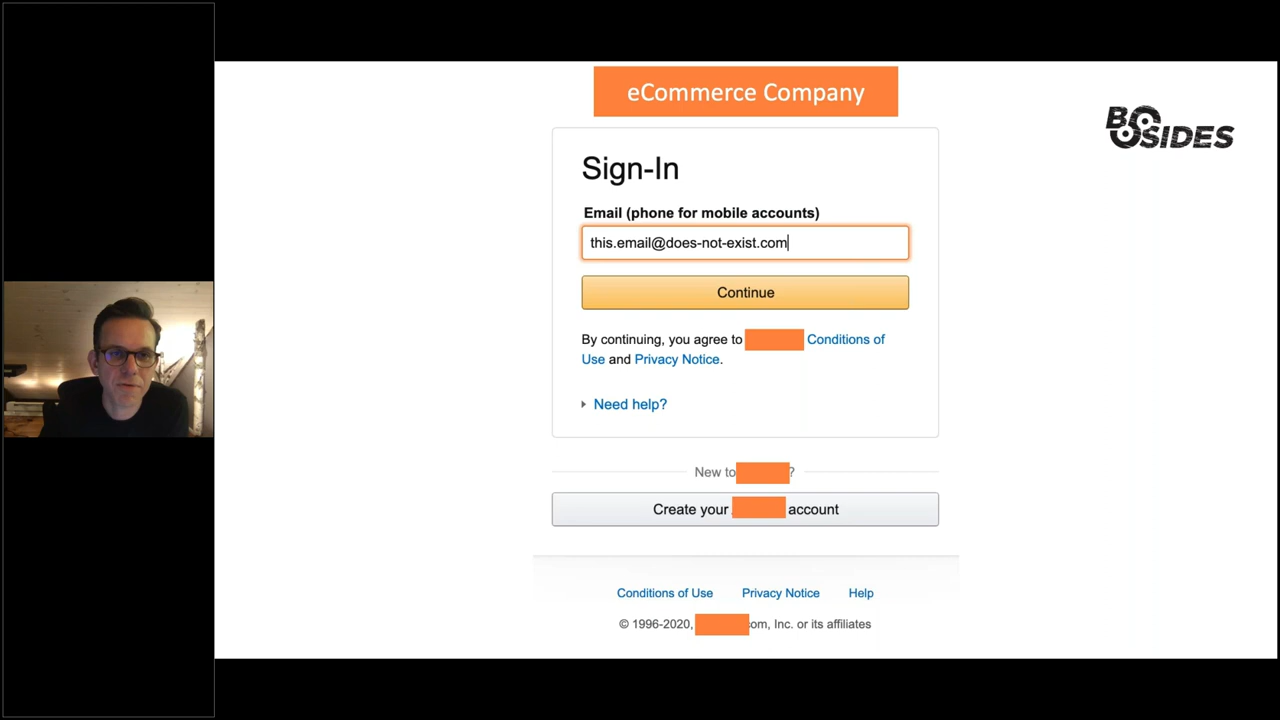 eCommerce Company
BSIDES
Sign-In
Email (phone for mobile accounts)
this.email@does-not-exist.com
Continue
By continuing, you agree to Conditions of
Use and Privacy Notice.
Need help?
New to ?
Create your account
Conditions of Use Privacy Notice Help
© 1996-2020, com, Inc. or its affiliates